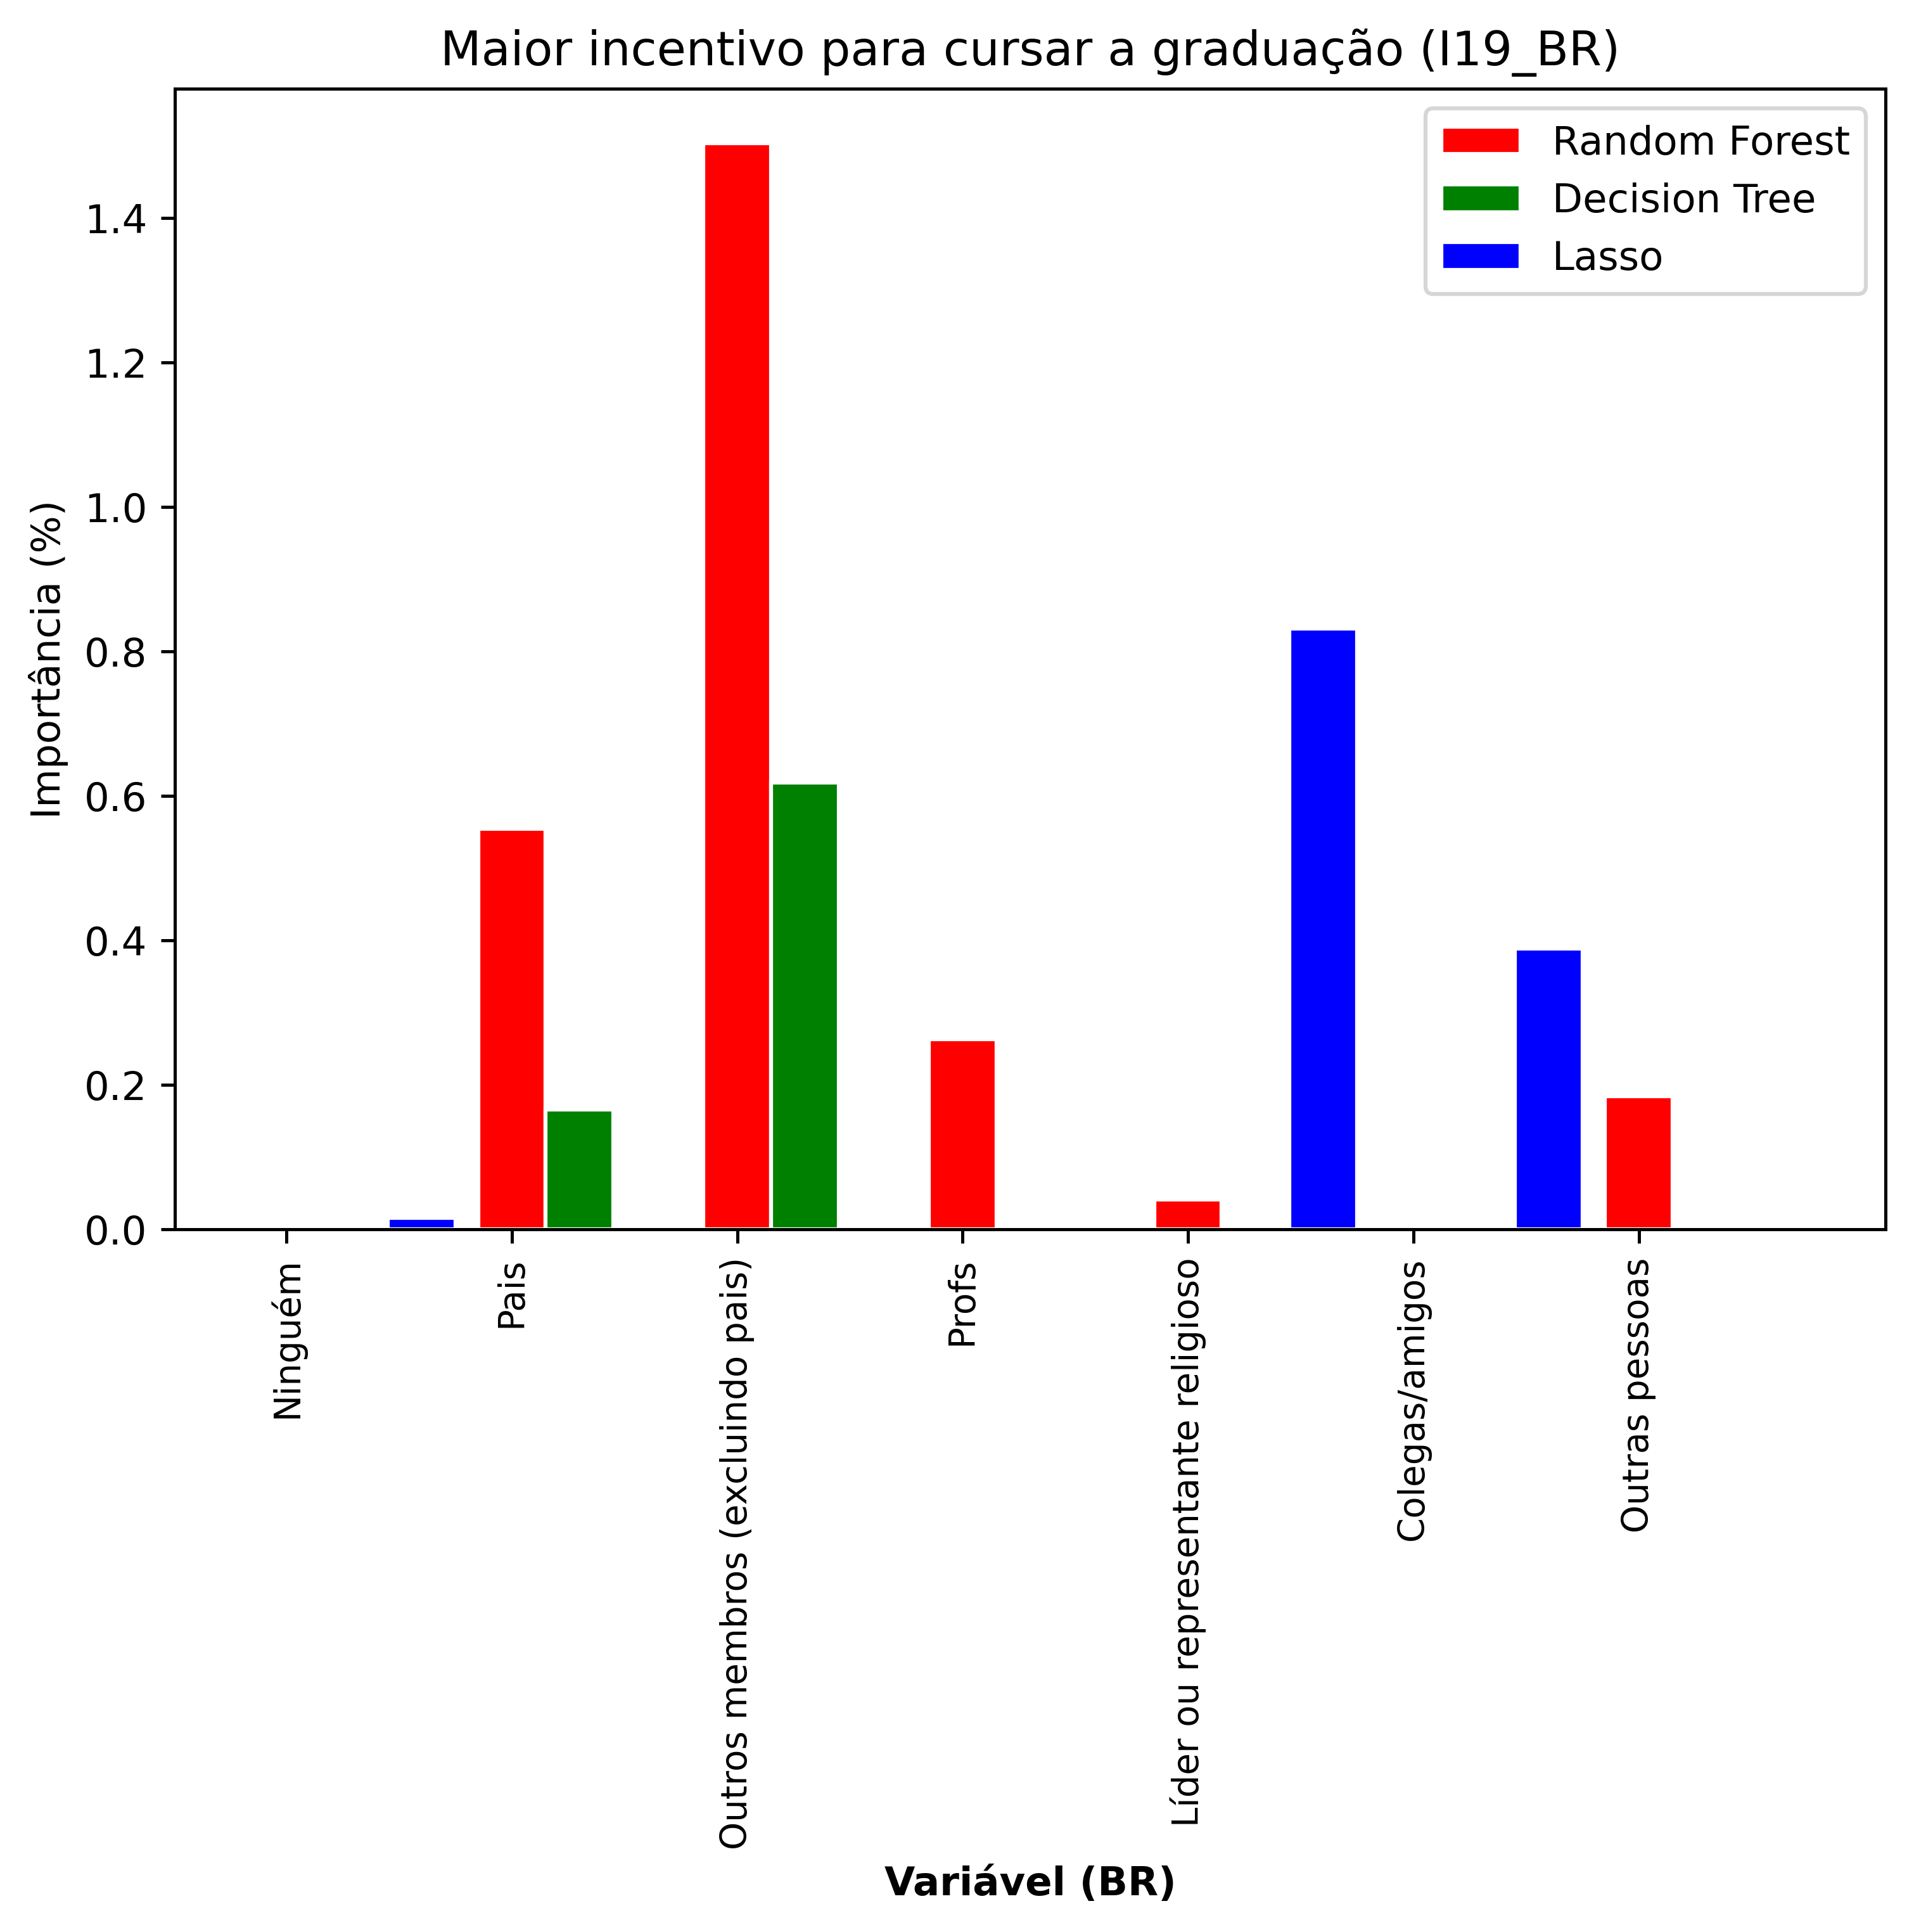 Maior incentivo para cursar a graduação (I19_BR)
Random Forest
Decision Tree
Lasso
Importância (%)
1.4
1.2
1.0
0.8
0.6
0.4
0.2
0.0
Ninguém
Pais
Outros membros (excluindo pais)
Profs
Líder ou representante religioso
Colegas/amigos
Outras pessoas
Variável (BR)